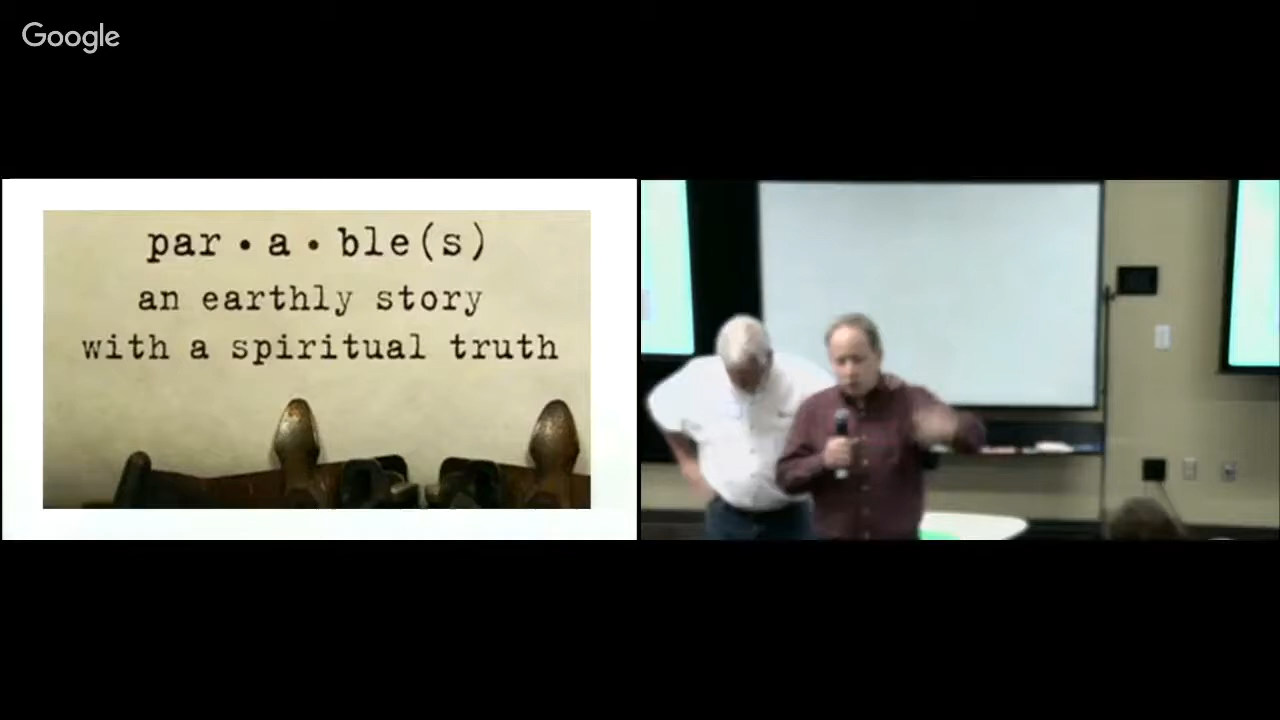 Google
par • a • ble(s)
an earthly story
with a spiritual truth